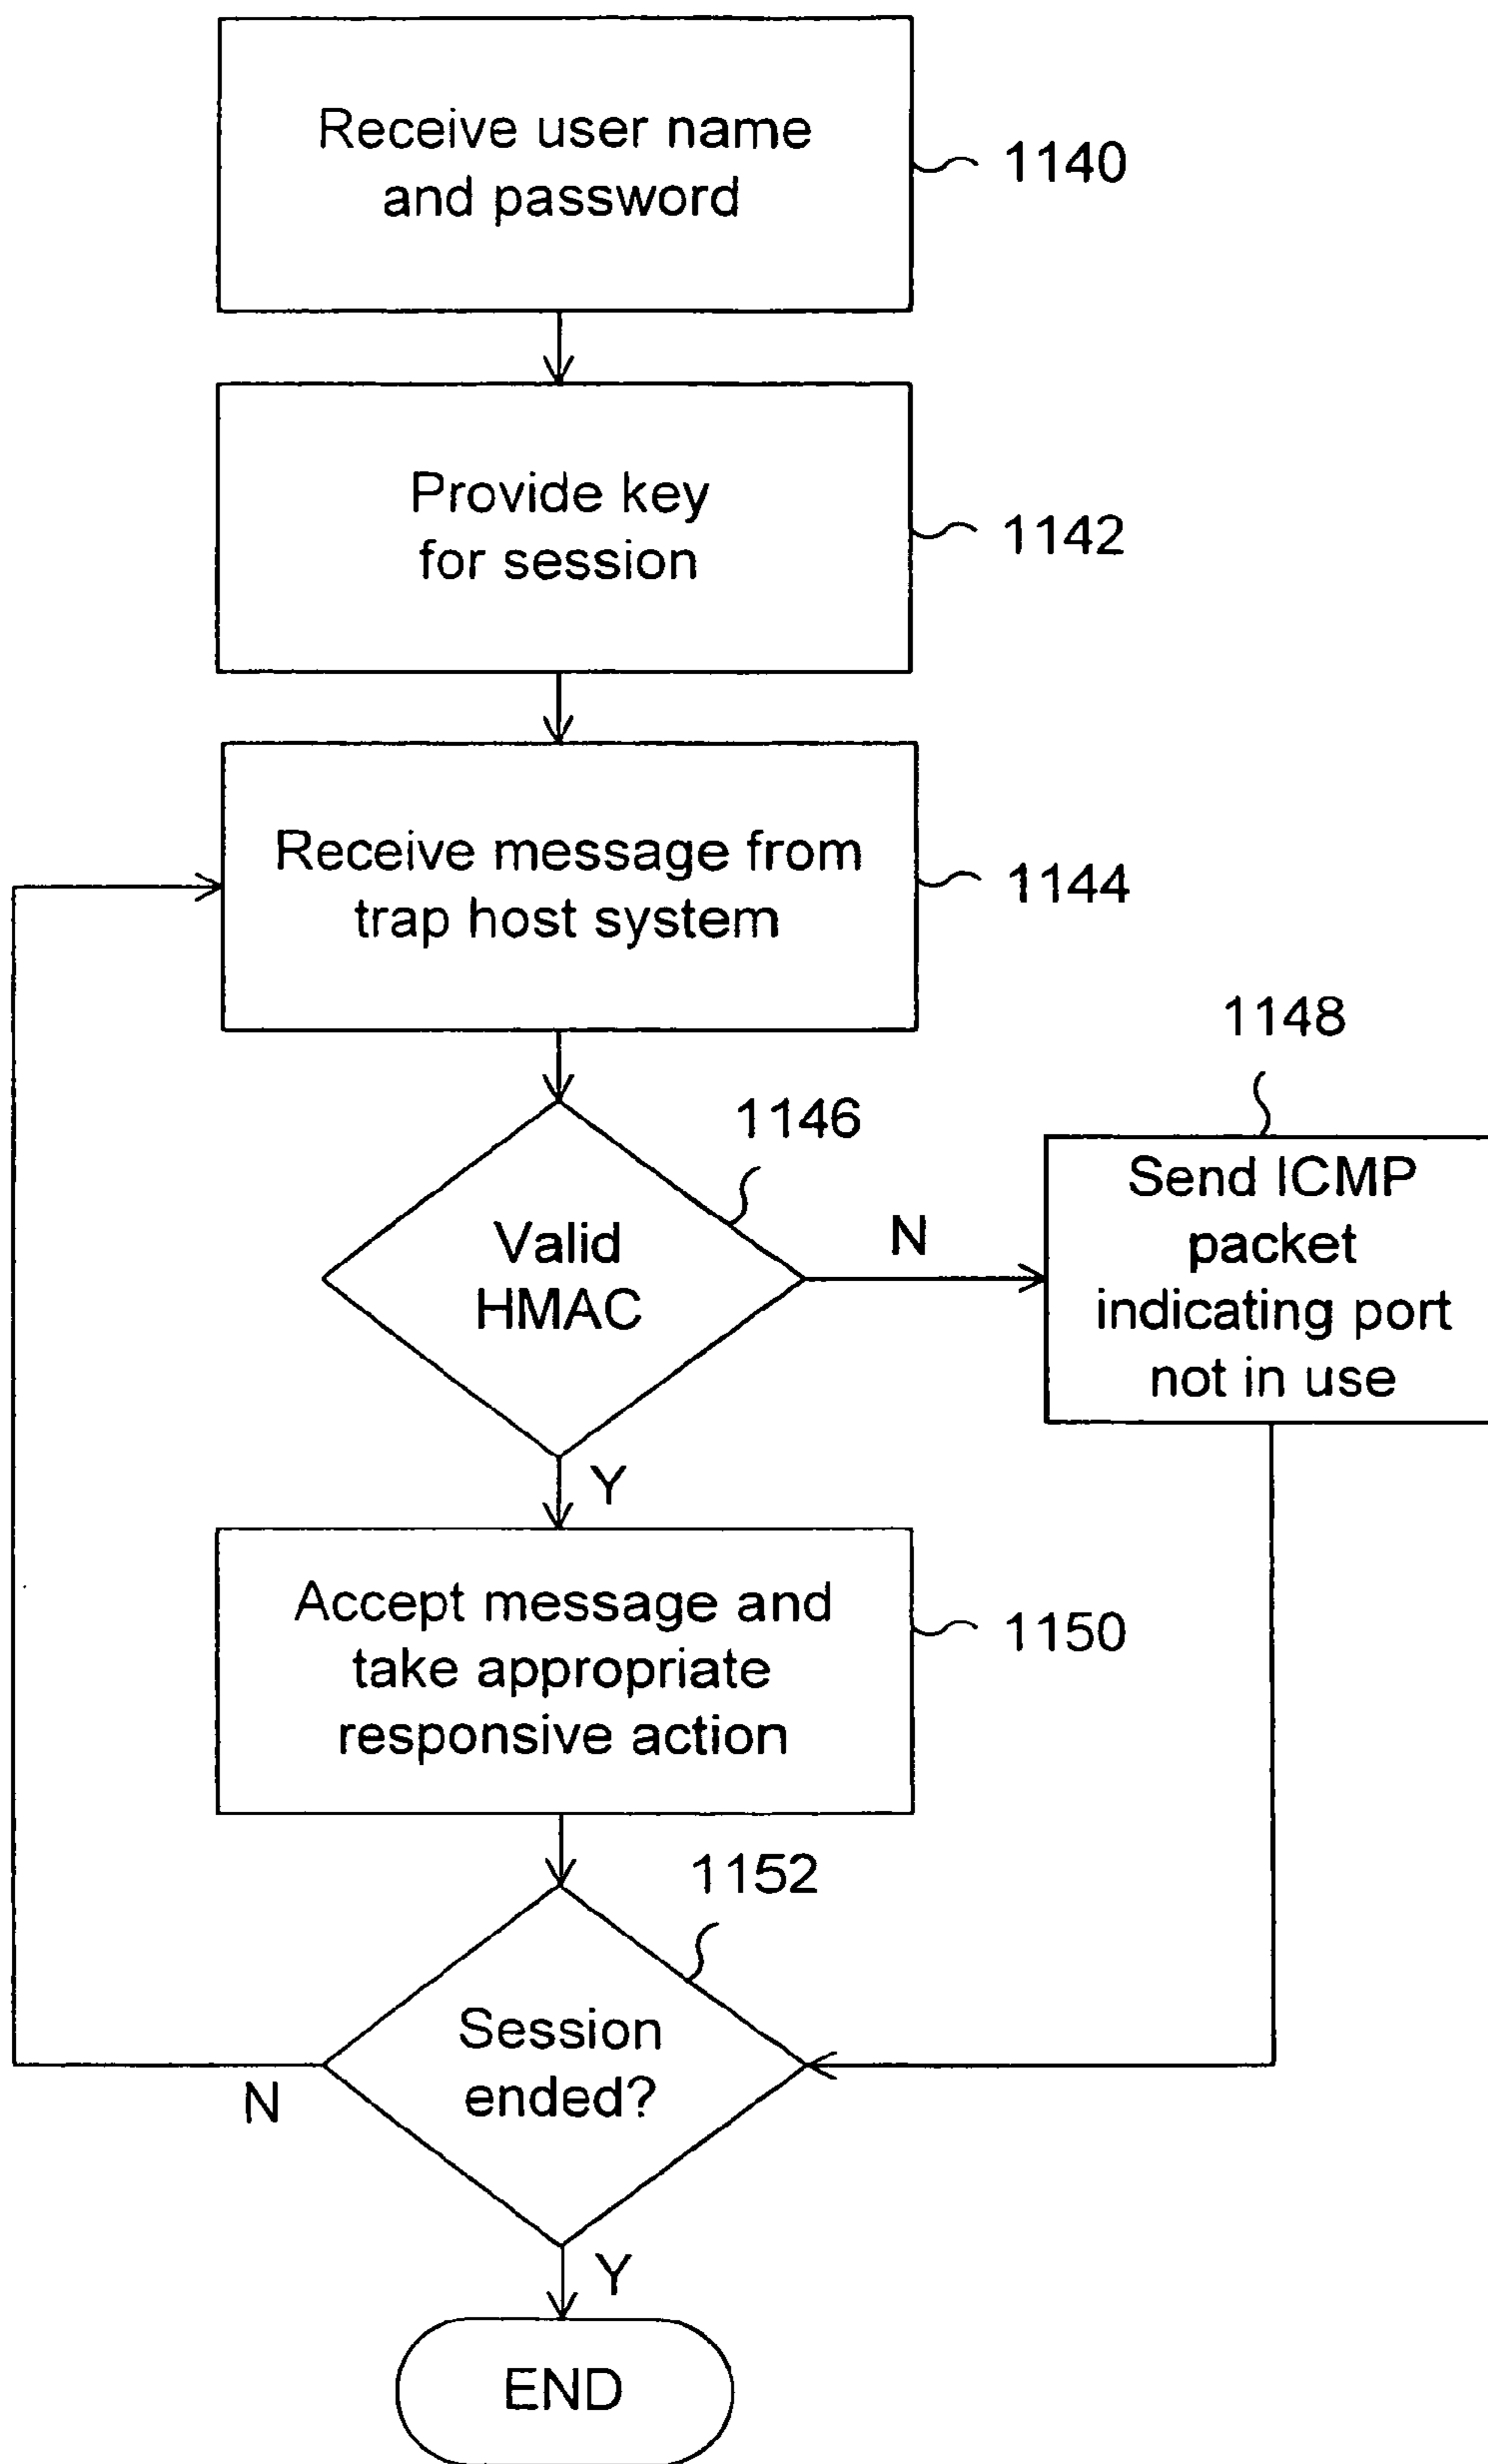 Receive user name
and password
1140
Provide key
for session
1142
Receive message from
trap host system
1144
1148
1146
Send ICMP
packet
indicating port
not in use
Valid
HMAC
N
Y
Accept message and
take appropriate
responsive action
1150
1152
Session
ended?
N
Y
END